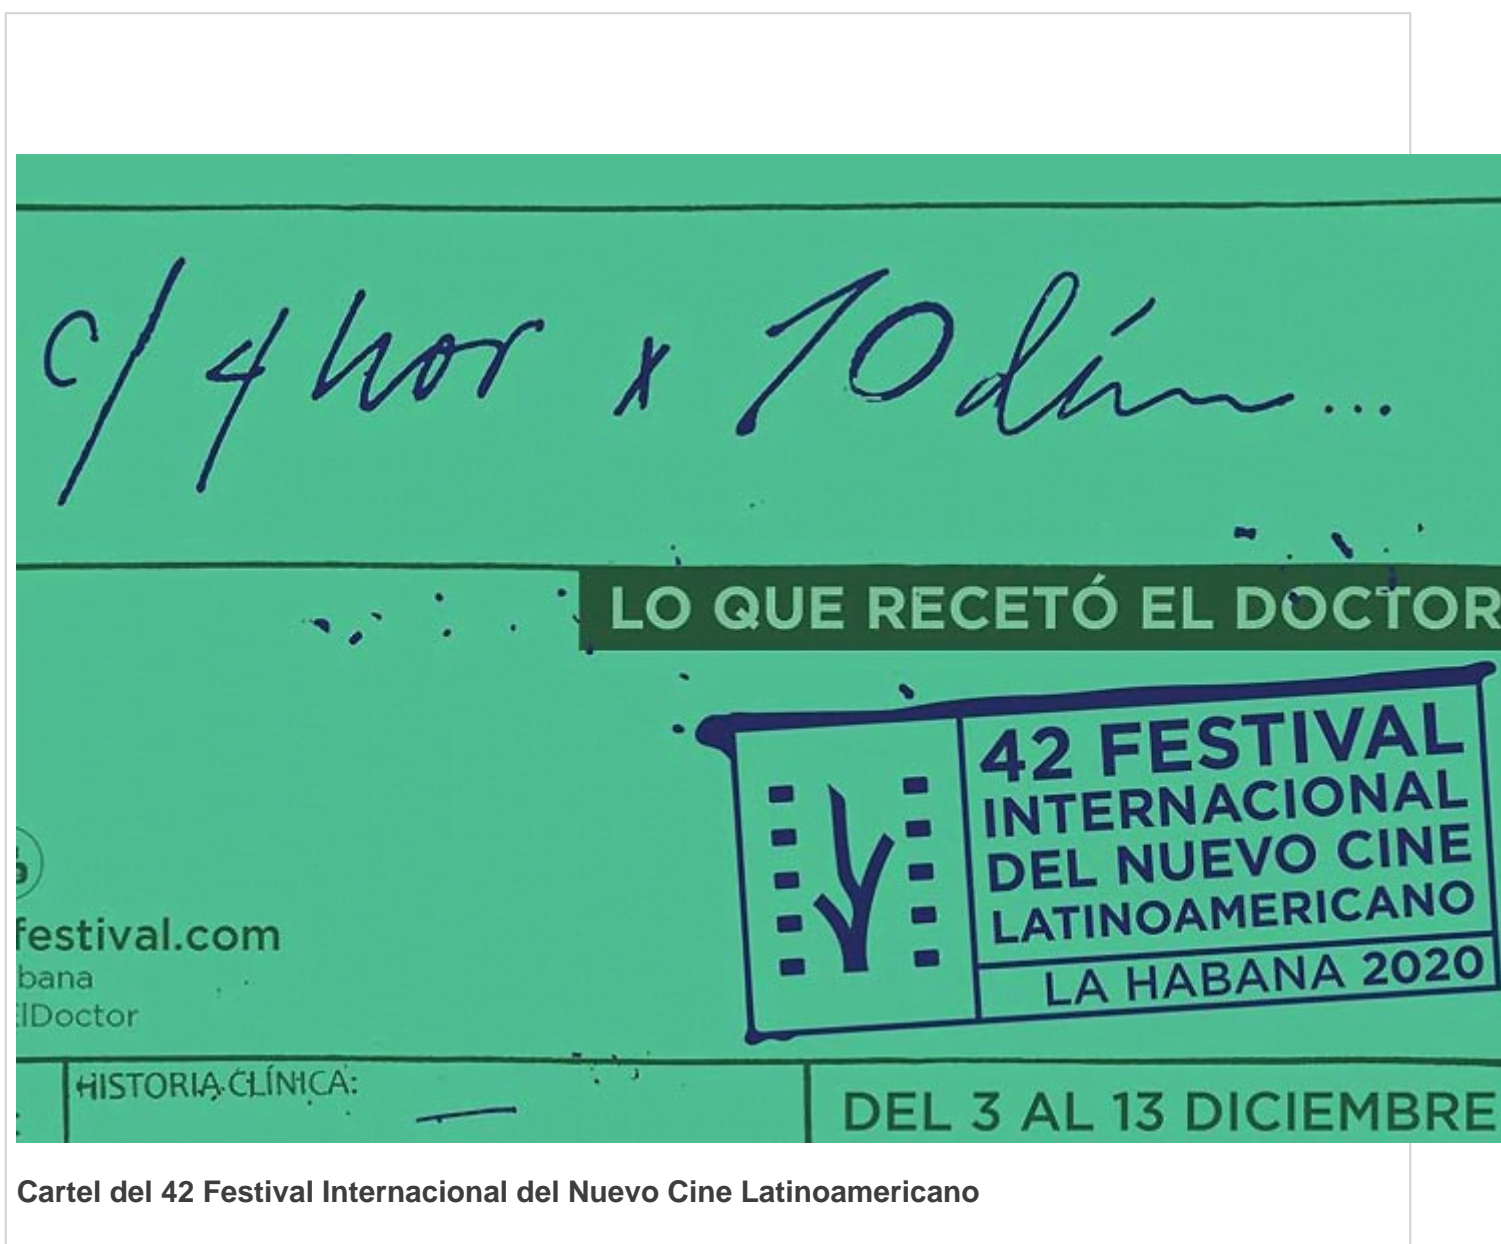 c/ 4 hor x 10 días...
LO QUE RECETÓ EL DOCTOR
42 FESTIVAL
INTERNACIONAL
DEL NUEVO CINE
LATINOAMERICANO
LA HABANA 2020
festival.com
bana
ElDoctor
HISTORIA CLÍNICA:
DEL 3 AL 13 DICIEMBRE
Cartel del 42 Festival Internacional del Nuevo Cine Latinoamericano